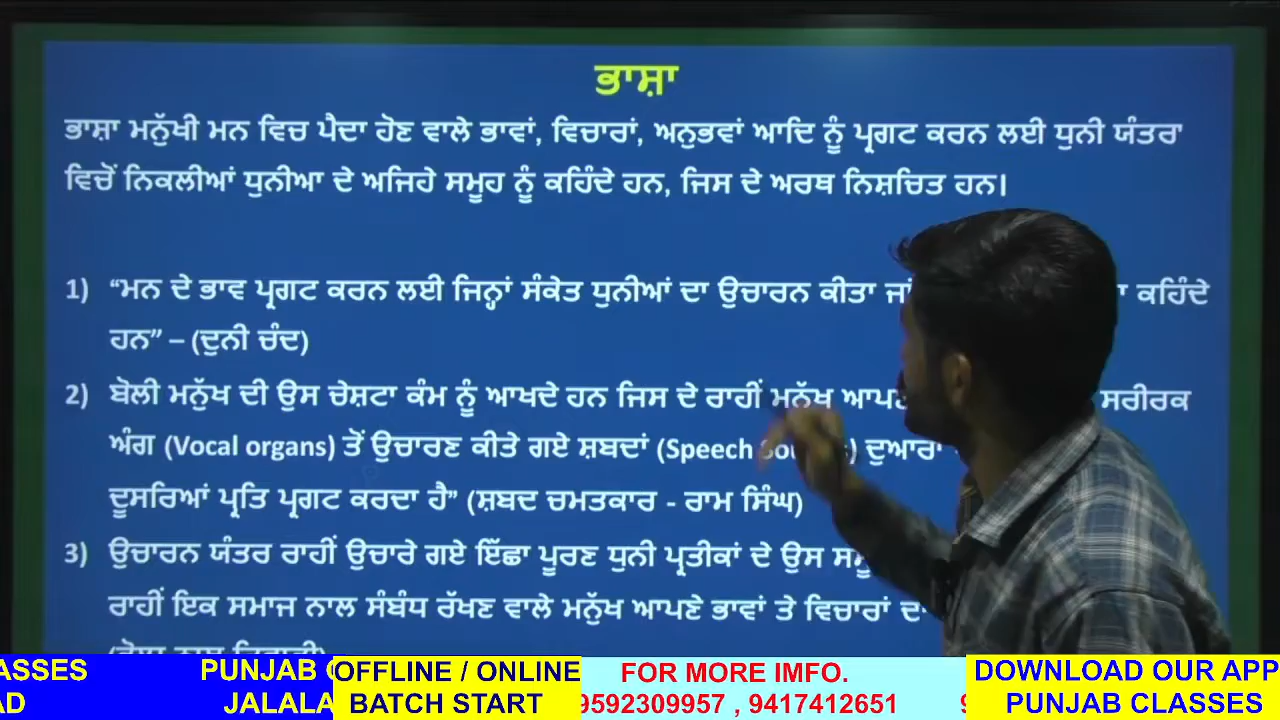 ਭਾਸ਼ਾ
ਭਾਸ਼ਾ ਮਨੁੱਖੀ ਮਨ ਵਿਚ ਪੈਦਾ ਹੋਣ ਵਾਲੇ ਭਾਵਾਂ, ਵਿਚਾਰਾਂ, ਅਨੁਭਵਾਂ ਆਦਿ ਨੂੰ ਪ੍ਰਗਟ ਕਰਨ ਲਈ ਧੁਨੀ ਯੰਤਰਾ
ਵਿਚੋਂ ਨਿਕਲੀਆਂ ਧੁਨੀਆ ਦੇ ਅਜਿਹੇ ਸਮੂਹ ਨੂੰ ਕਹਿੰਦੇ ਹਨ, ਜਿਸ ਦੇ ਅਰਥ ਨਿਸ਼ਚਿਤ ਹਨ।
1) “ਮਨ ਦੇ ਭਾਵ ਪ੍ਰਗਟ ਕਰਨ ਲਈ ਜਿਨ੍ਹਾਂ ਸੰਕੇਤ ਧੁਨੀਆਂ ਦਾ ਉਚਾਰਨ ਕੀਤਾ ਕਹਿੰਦੇ
ਹਨ” – (ਦੁਨੀ ਚੰਦ)
2) ਬੋਲੀ ਮਨੁੱਖ ਦੀ ਉਸ ਚੇਸ਼ਟਾ ਕੰਮ ਨੂੰ ਆਖਦੇ ਹਨ ਜਿਸ ਦੇ ਰਾਹੀਂ ਮਨੁੱਖ ਸਰੀਰਕ
ਅੰਗ (Vocal organs) ਤੋਂ ਉਚਾਰਣ ਕੀਤੇ ਗਏ ਸ਼ਬਦਾਂ (Speech ਦੁਆਰਾ
ਦੂਸਰਿਆਂ ਪ੍ਰਤਿ ਪ੍ਰਗਟ ਕਰਦਾ ਹੈ” (ਸ਼ਬਦ ਚਮਤਕਾਰ - ਰਾਮ ਸਿੰਘ)
3) ਉਚਾਰਨ ਯੰਤਰ ਰਾਹੀਂ ਉਚਾਰੇ ਗਏ ਇੱਛਾ ਪੂਰਣ ਧੁਨੀ ਪ੍ਰਤੀਕਾਂ ਦੇ ਉਸ
ਰਾਹੀਂ ਇਕ ਸਮਾਜ ਨਾਲ ਸੰਬੰਧ ਰੱਖਣ ਵਾਲੇ ਮਨੁੱਖ ਆਪਣੇ ਭਾਵਾਂ ਤੇ ਵਿਚਾਰਾਂ
ASSES PUNJAB OFFLINE / ONLINE FOR MORE IMFO. DOWNLOAD OUR APP
AD JALALA BATCH START 9592309957 , 9417412651 PUNJAB CLASSES